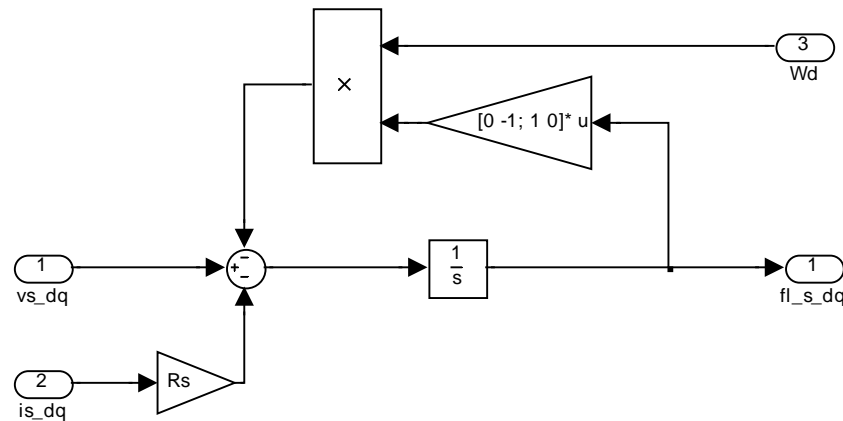 3
Wd
×
[0 -1; 1 0]* u
1
vs_dq
+
−
−
1
s
1
fl_s_dq
2
is_dq
Rs